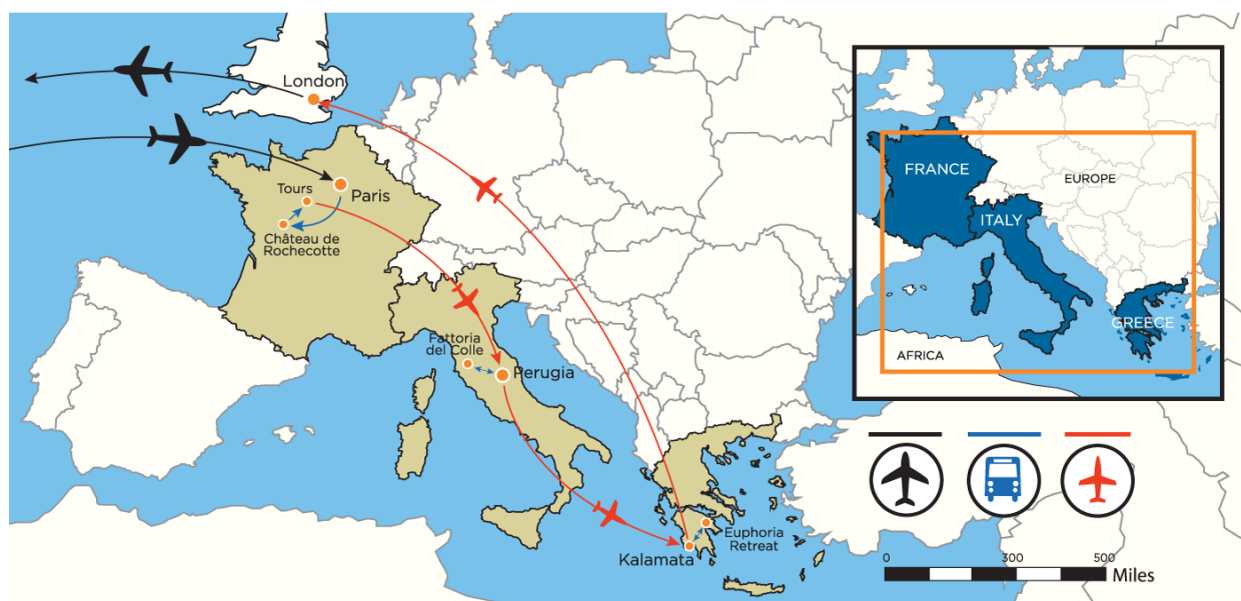 London
Paris
Tours
Château de
Rochecotte
Fattoria
del Colle
Perugia
Euphoria
Retreat
Kalamata
FRANCE
EUROPE
ITALY
GREECE
AFRICA
0 300 500
Miles